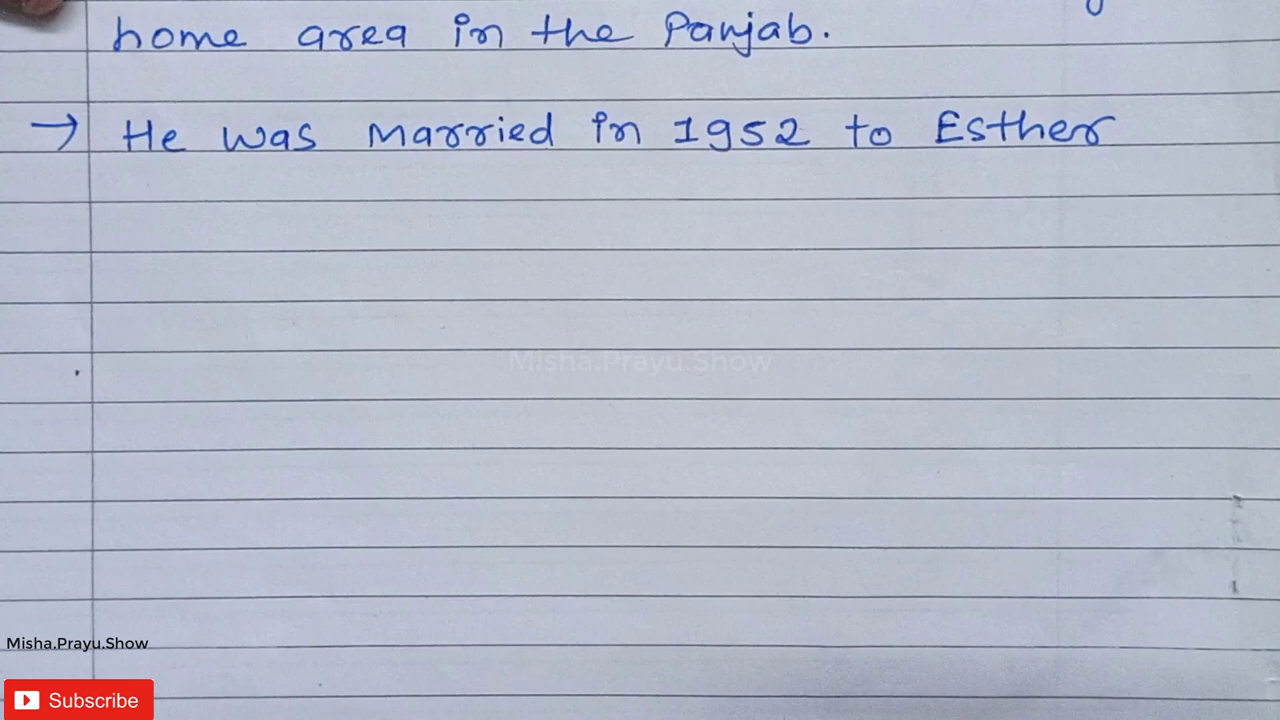 home area in the Panjab.
→ He was married in 1952 to Esther
Misha.Prayu.Show
Misha.Prayu.Show
Subscribe